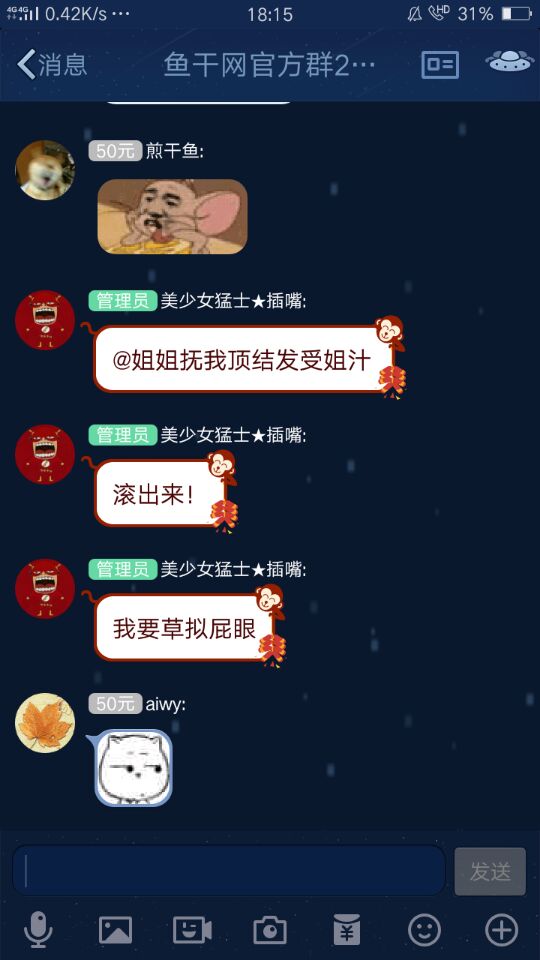 4G 4G 0.42K/s ··· 18:15 HD 31%
消息 鱼干网官方群2···
50元 煎干鱼:
管理员 美少女猛士★插嘴:
@姐姐抚我顶结发受姐汁
管理员 美少女猛士★插嘴:
滚出来!
管理员 美少女猛士★插嘴:
我要草拟屁眼
50元 aiwy:
发送